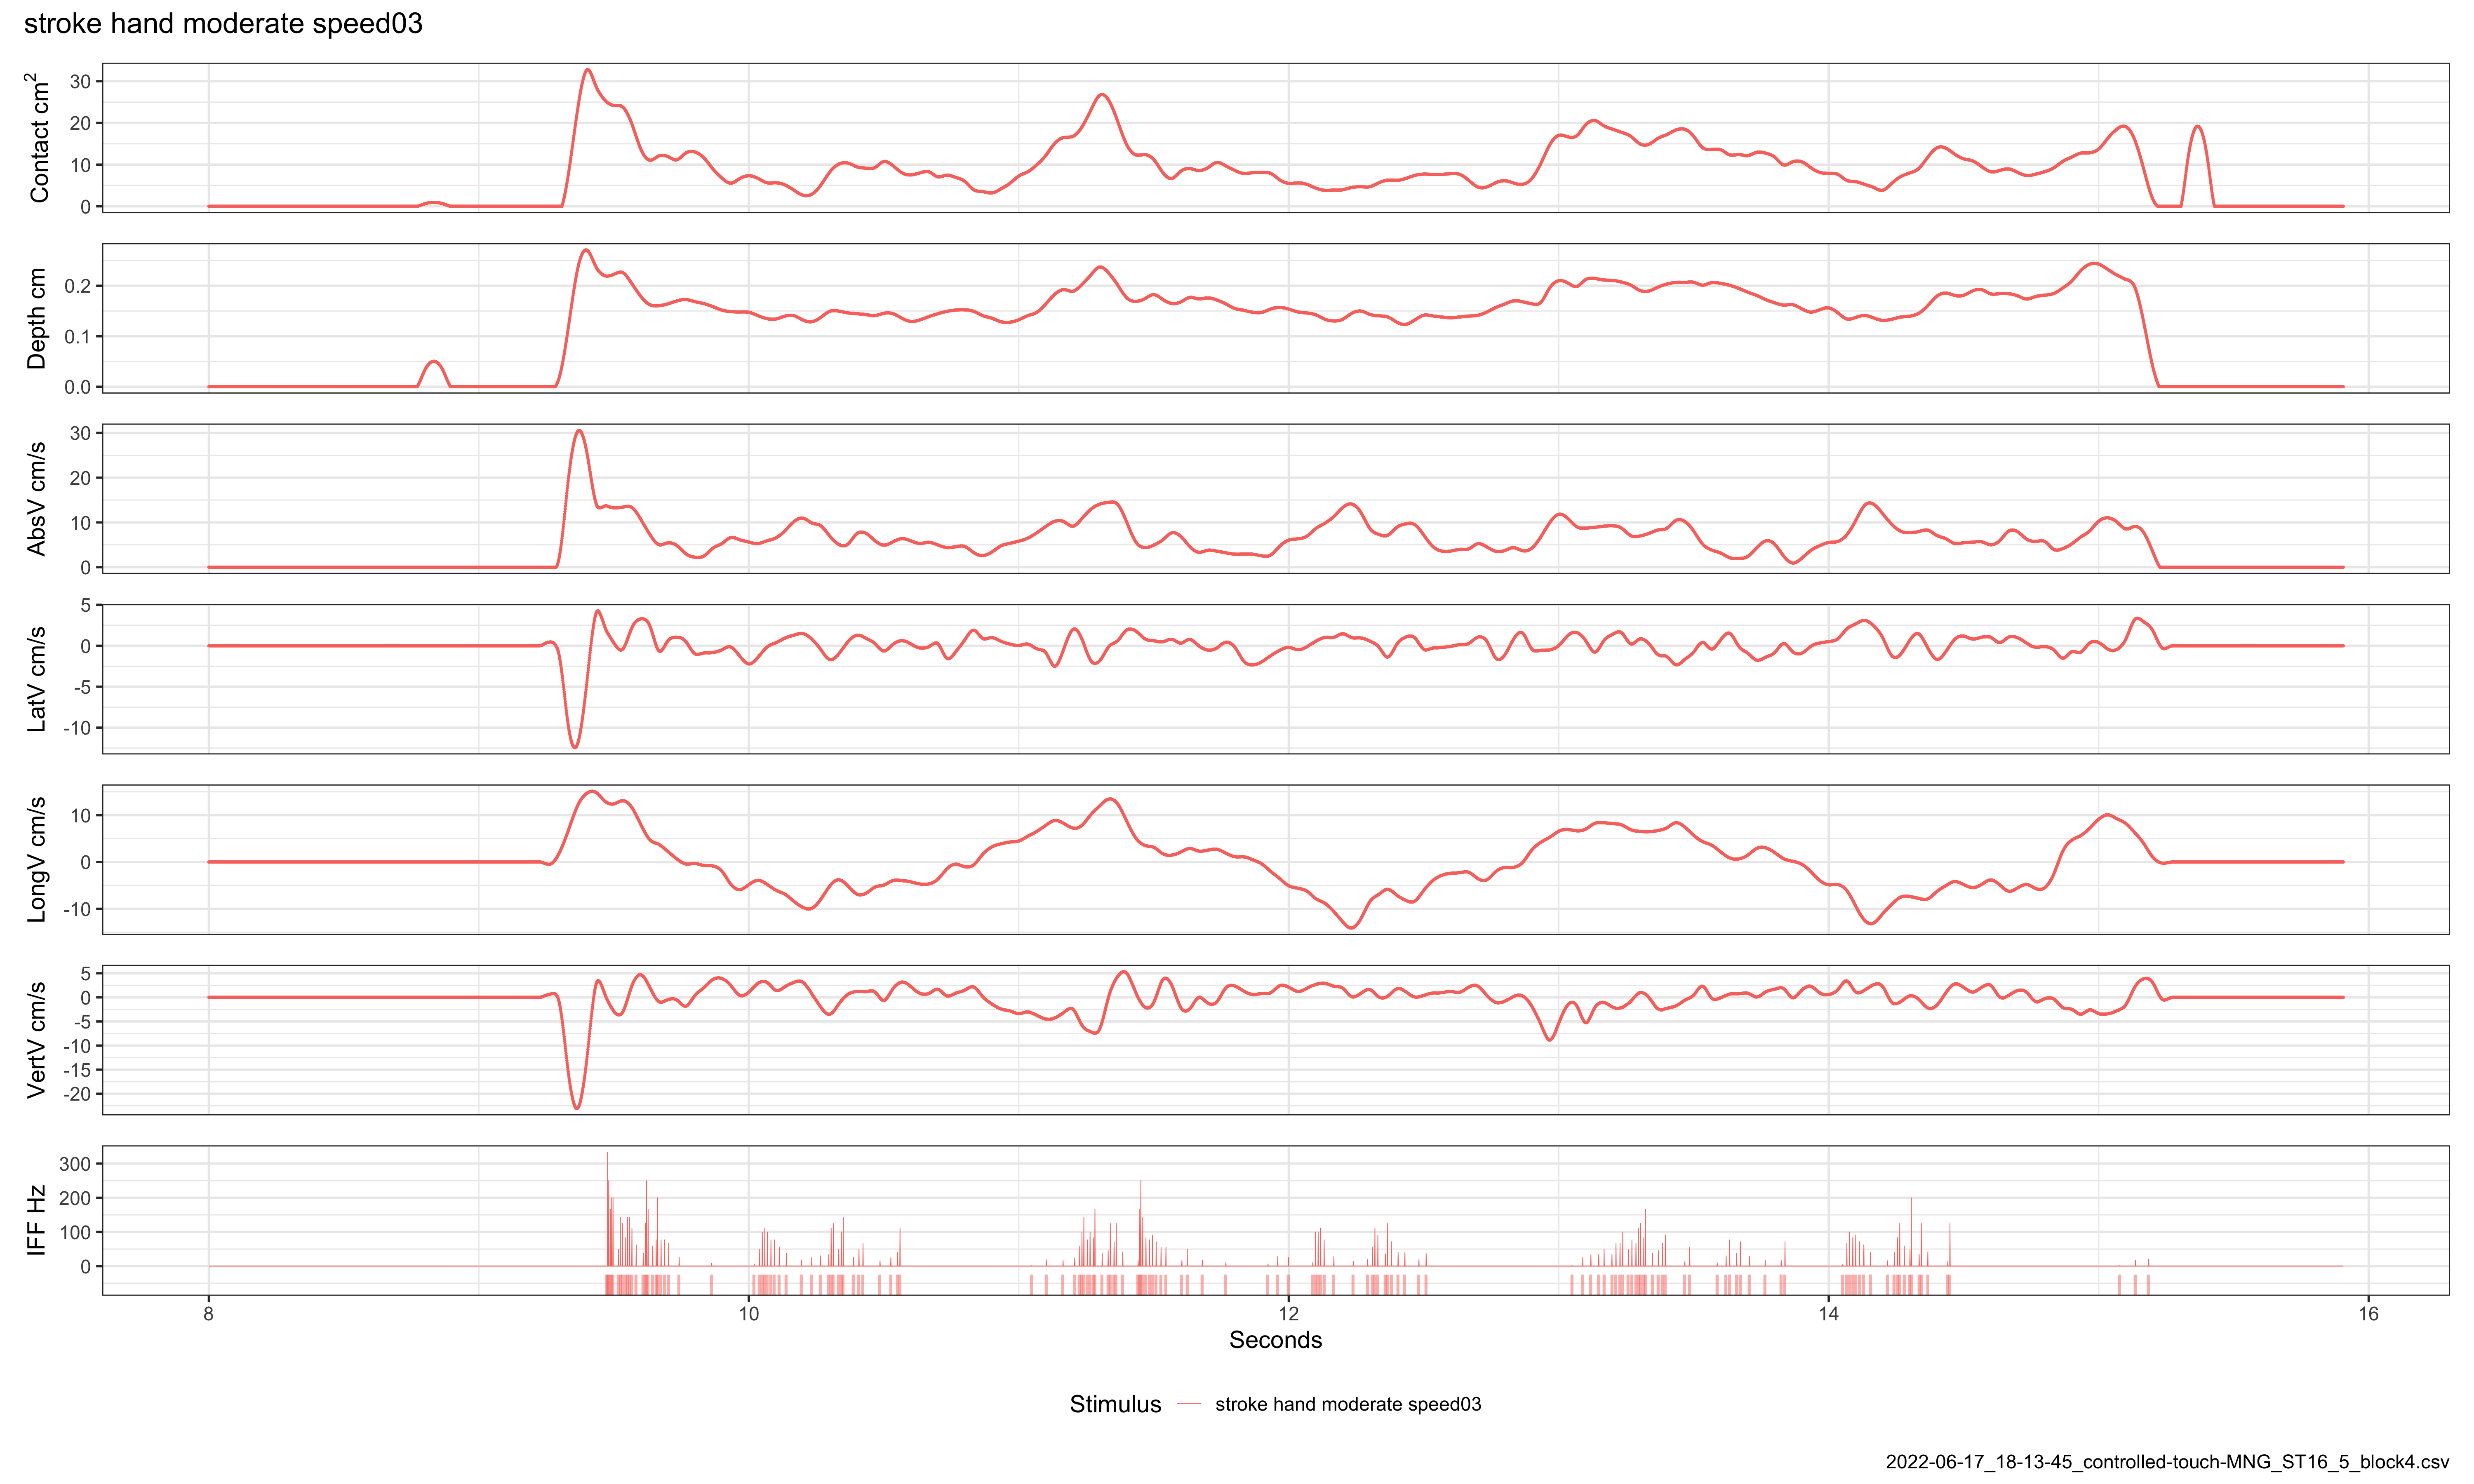 stroke hand moderate speed03
Contact cm²
30
20
10
0
Depth cm
0.2
0.1
0.0
AbsV cm/s
30
20
10
0
LatV cm/s
5
0
-5
-10
LongV cm/s
10
0
-10
VertV cm/s
5
0
-5
-10
-15
-20
IFF Hz
300
200
100
0
8 10 12 14 16
Seconds
Stimulus stroke hand moderate speed03
2022-06-17_18-13-45_controlled-touch-MNG_ST16_5_block4.csv